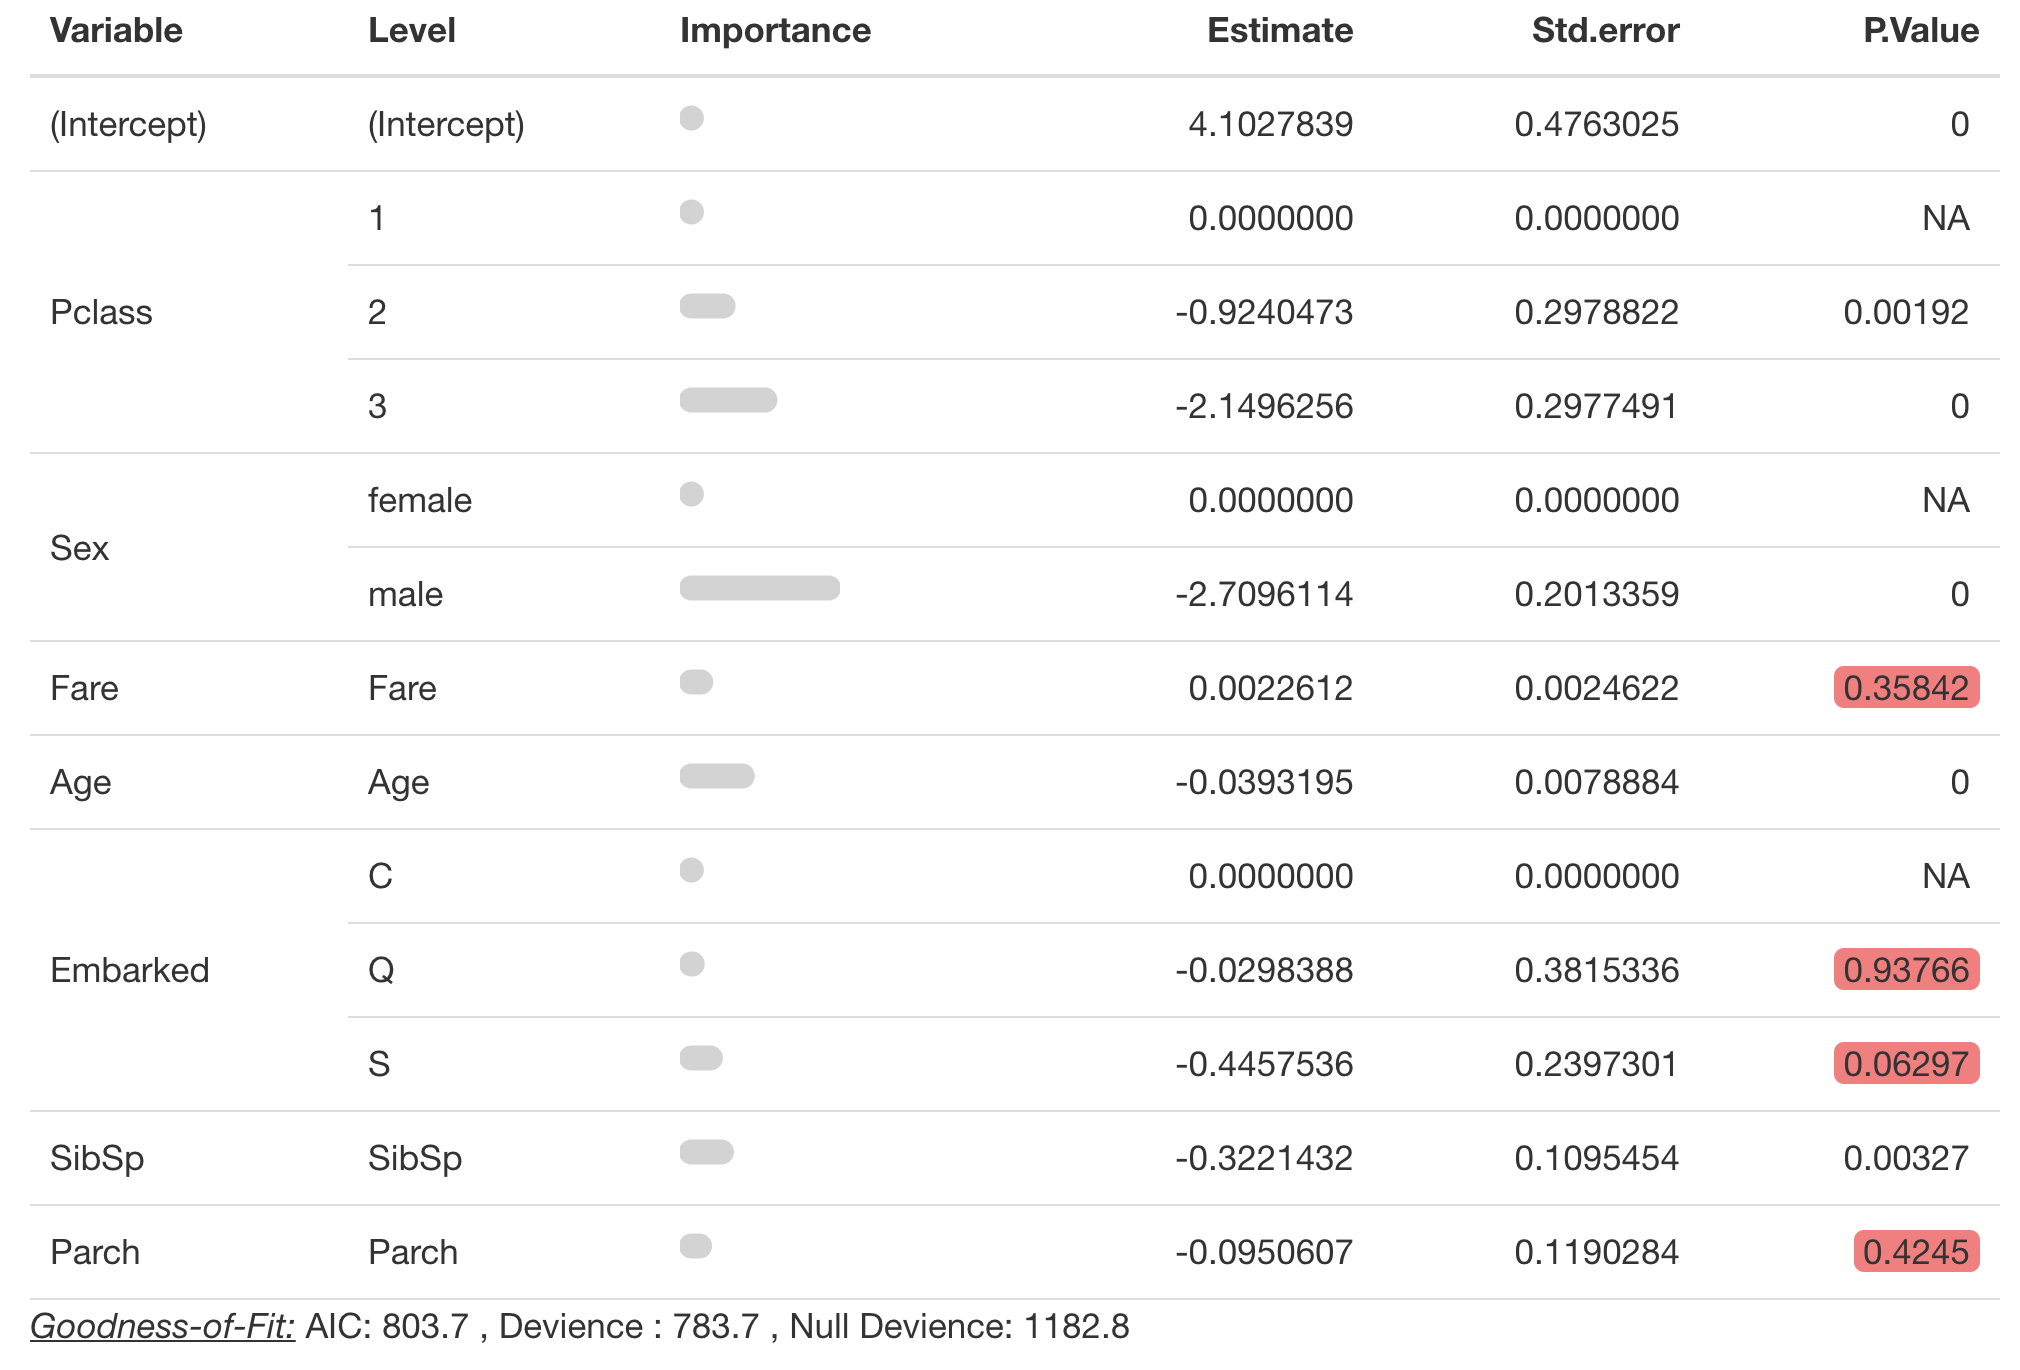 Variable Level Importance Estimate Std.error P.Value
(Intercept) (Intercept) 4.1027839 0.4763025 0
Pclass 1 0.0000000 0.0000000 NA
2 -0.9240473 0.2978822 0.00192
3 -2.1496256 0.2977491 0
Sex female 0.0000000 0.0000000 NA
male -2.7096114 0.2013359 0
Fare Fare 0.0022612 0.0024622 0.35842
Age Age -0.0393195 0.0078884 0
Embarked C 0.0000000 0.0000000 NA
Q -0.0298388 0.3815336 0.93766
S -0.4457536 0.2397301 0.06297
SibSp SibSp -0.3221432 0.1095454 0.00327
Parch Parch -0.0950607 0.1190284 0.4245
Goodness-of-Fit: AIC: 803.7 , Devience : 783.7 , Null Devience: 1182.8